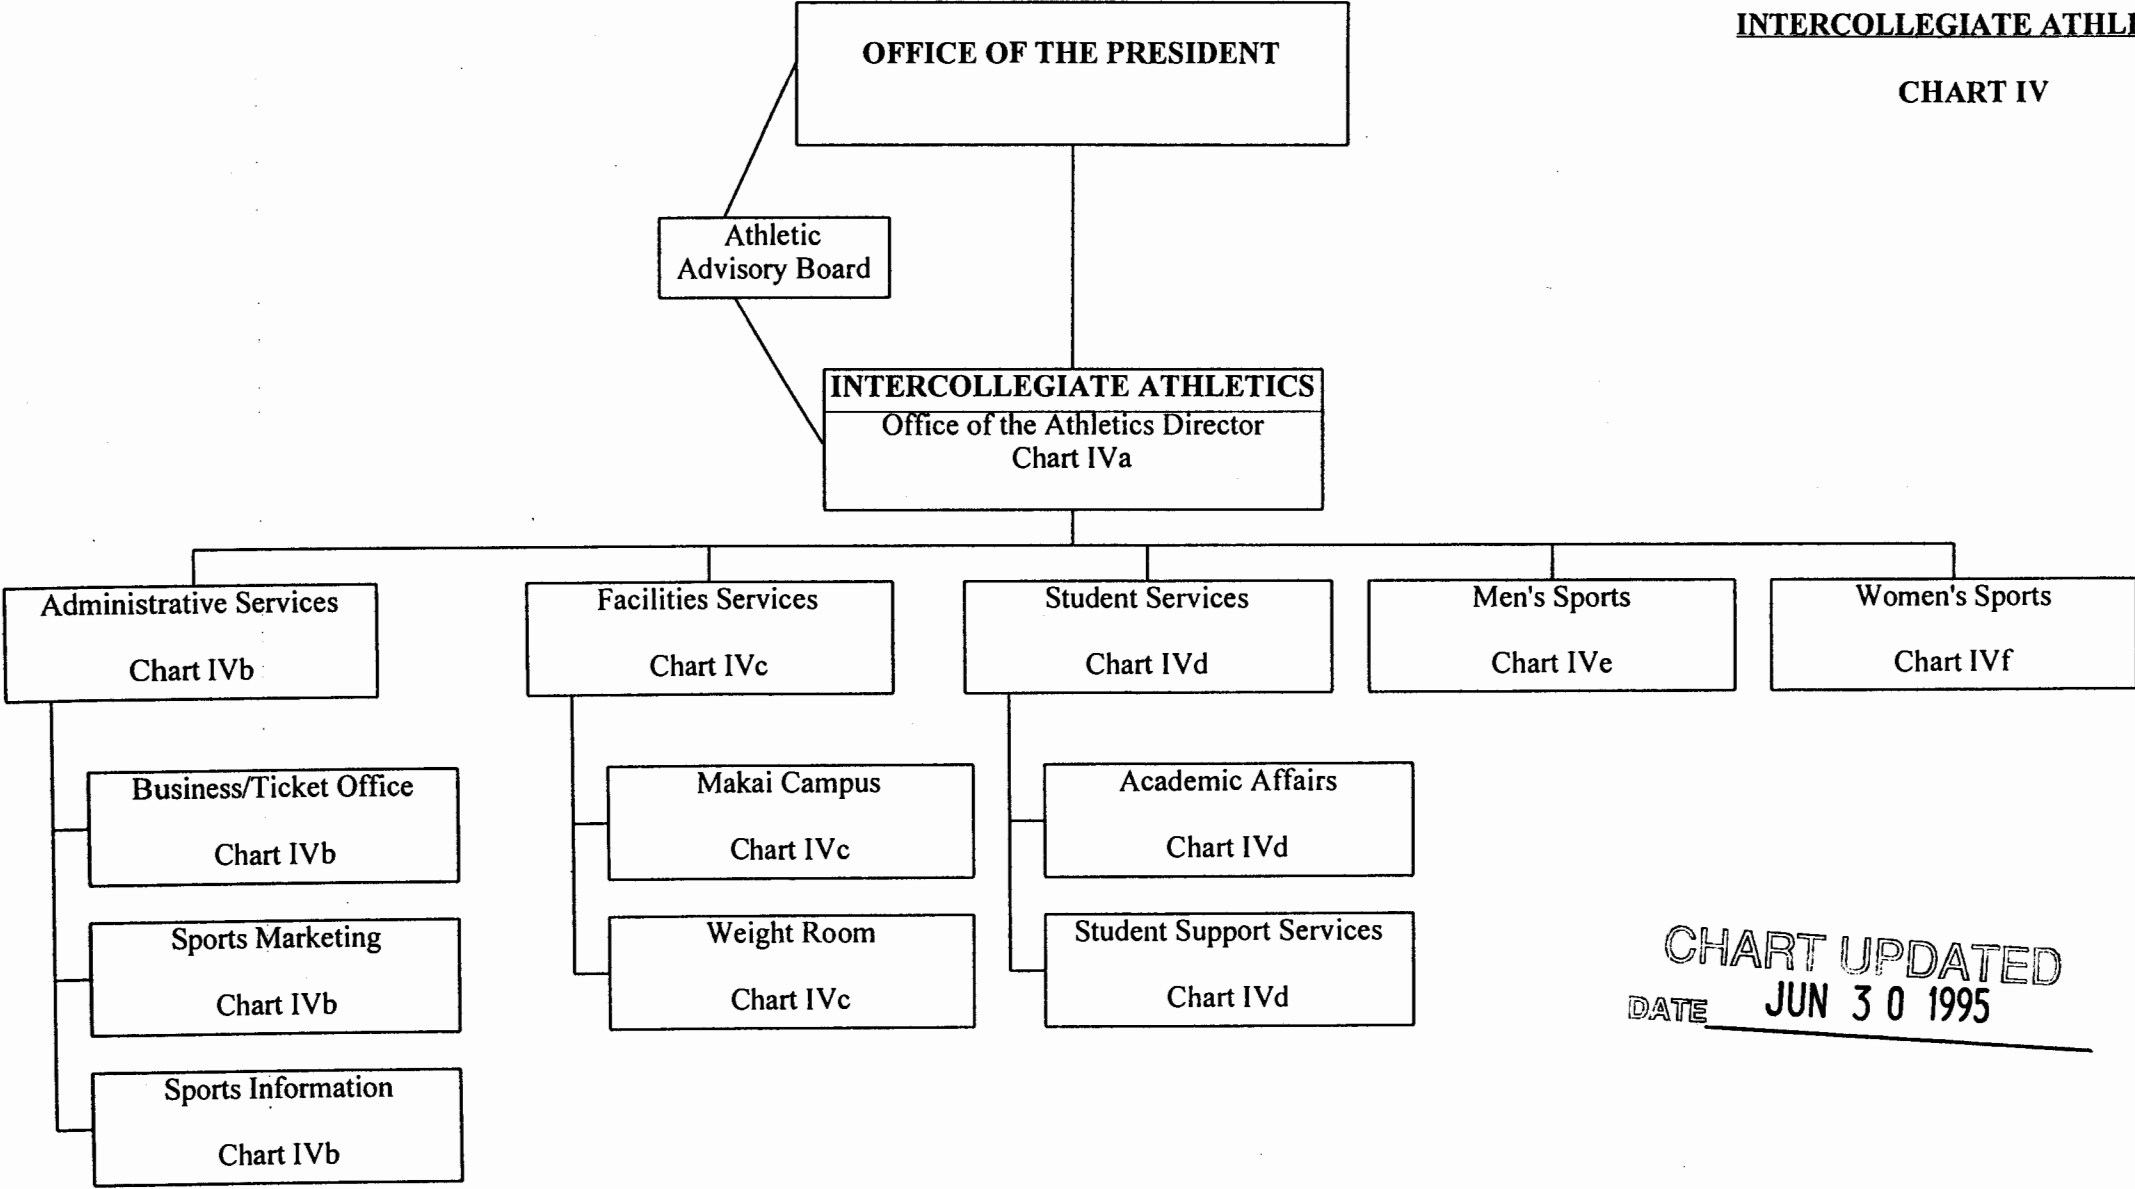 OFFICE OF THE PRESIDENT
INTERCOLLEGIATE
CHART IV
Athletic
Advisory Board
INTERCOLLEGIATE ATHLETICS
Office of the Athletics Director
Chart IVa
Administrative Services
Chart IVb
Facilities Services
Chart IVc
Student Services
Chart IVd
Men's Sports
Chart IVe
Women's Sports
Chart IVf
Business/Ticket Office
Chart IVb
Sports Marketing
Chart IVb
Sports Information
Chart IVb
Makai Campus
Chart IVc
Weight Room
Chart IVc
Academic Affairs
Chart IVd
Student Support Services
Chart IVd
CHART UPDATED
DATE JUN 30 1995